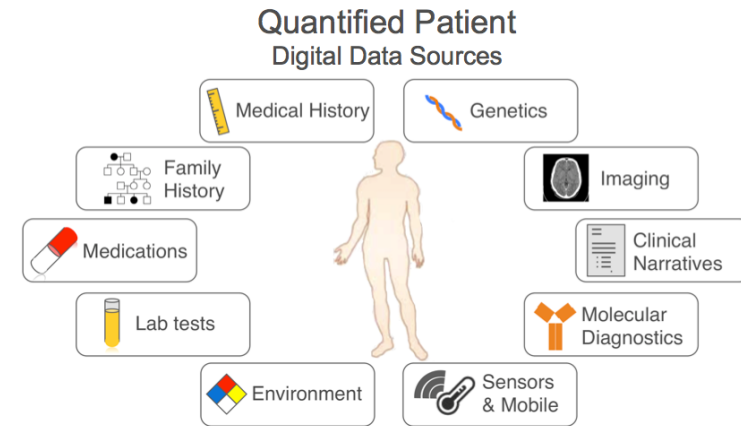 Quantified Patient
Digital Data Sources
Medical History
Genetics
Family
History
Imaging
Medications
Clinical
Narratives
Lab tests
Molecular
Diagnostics
Environment
Sensors
& Mobile